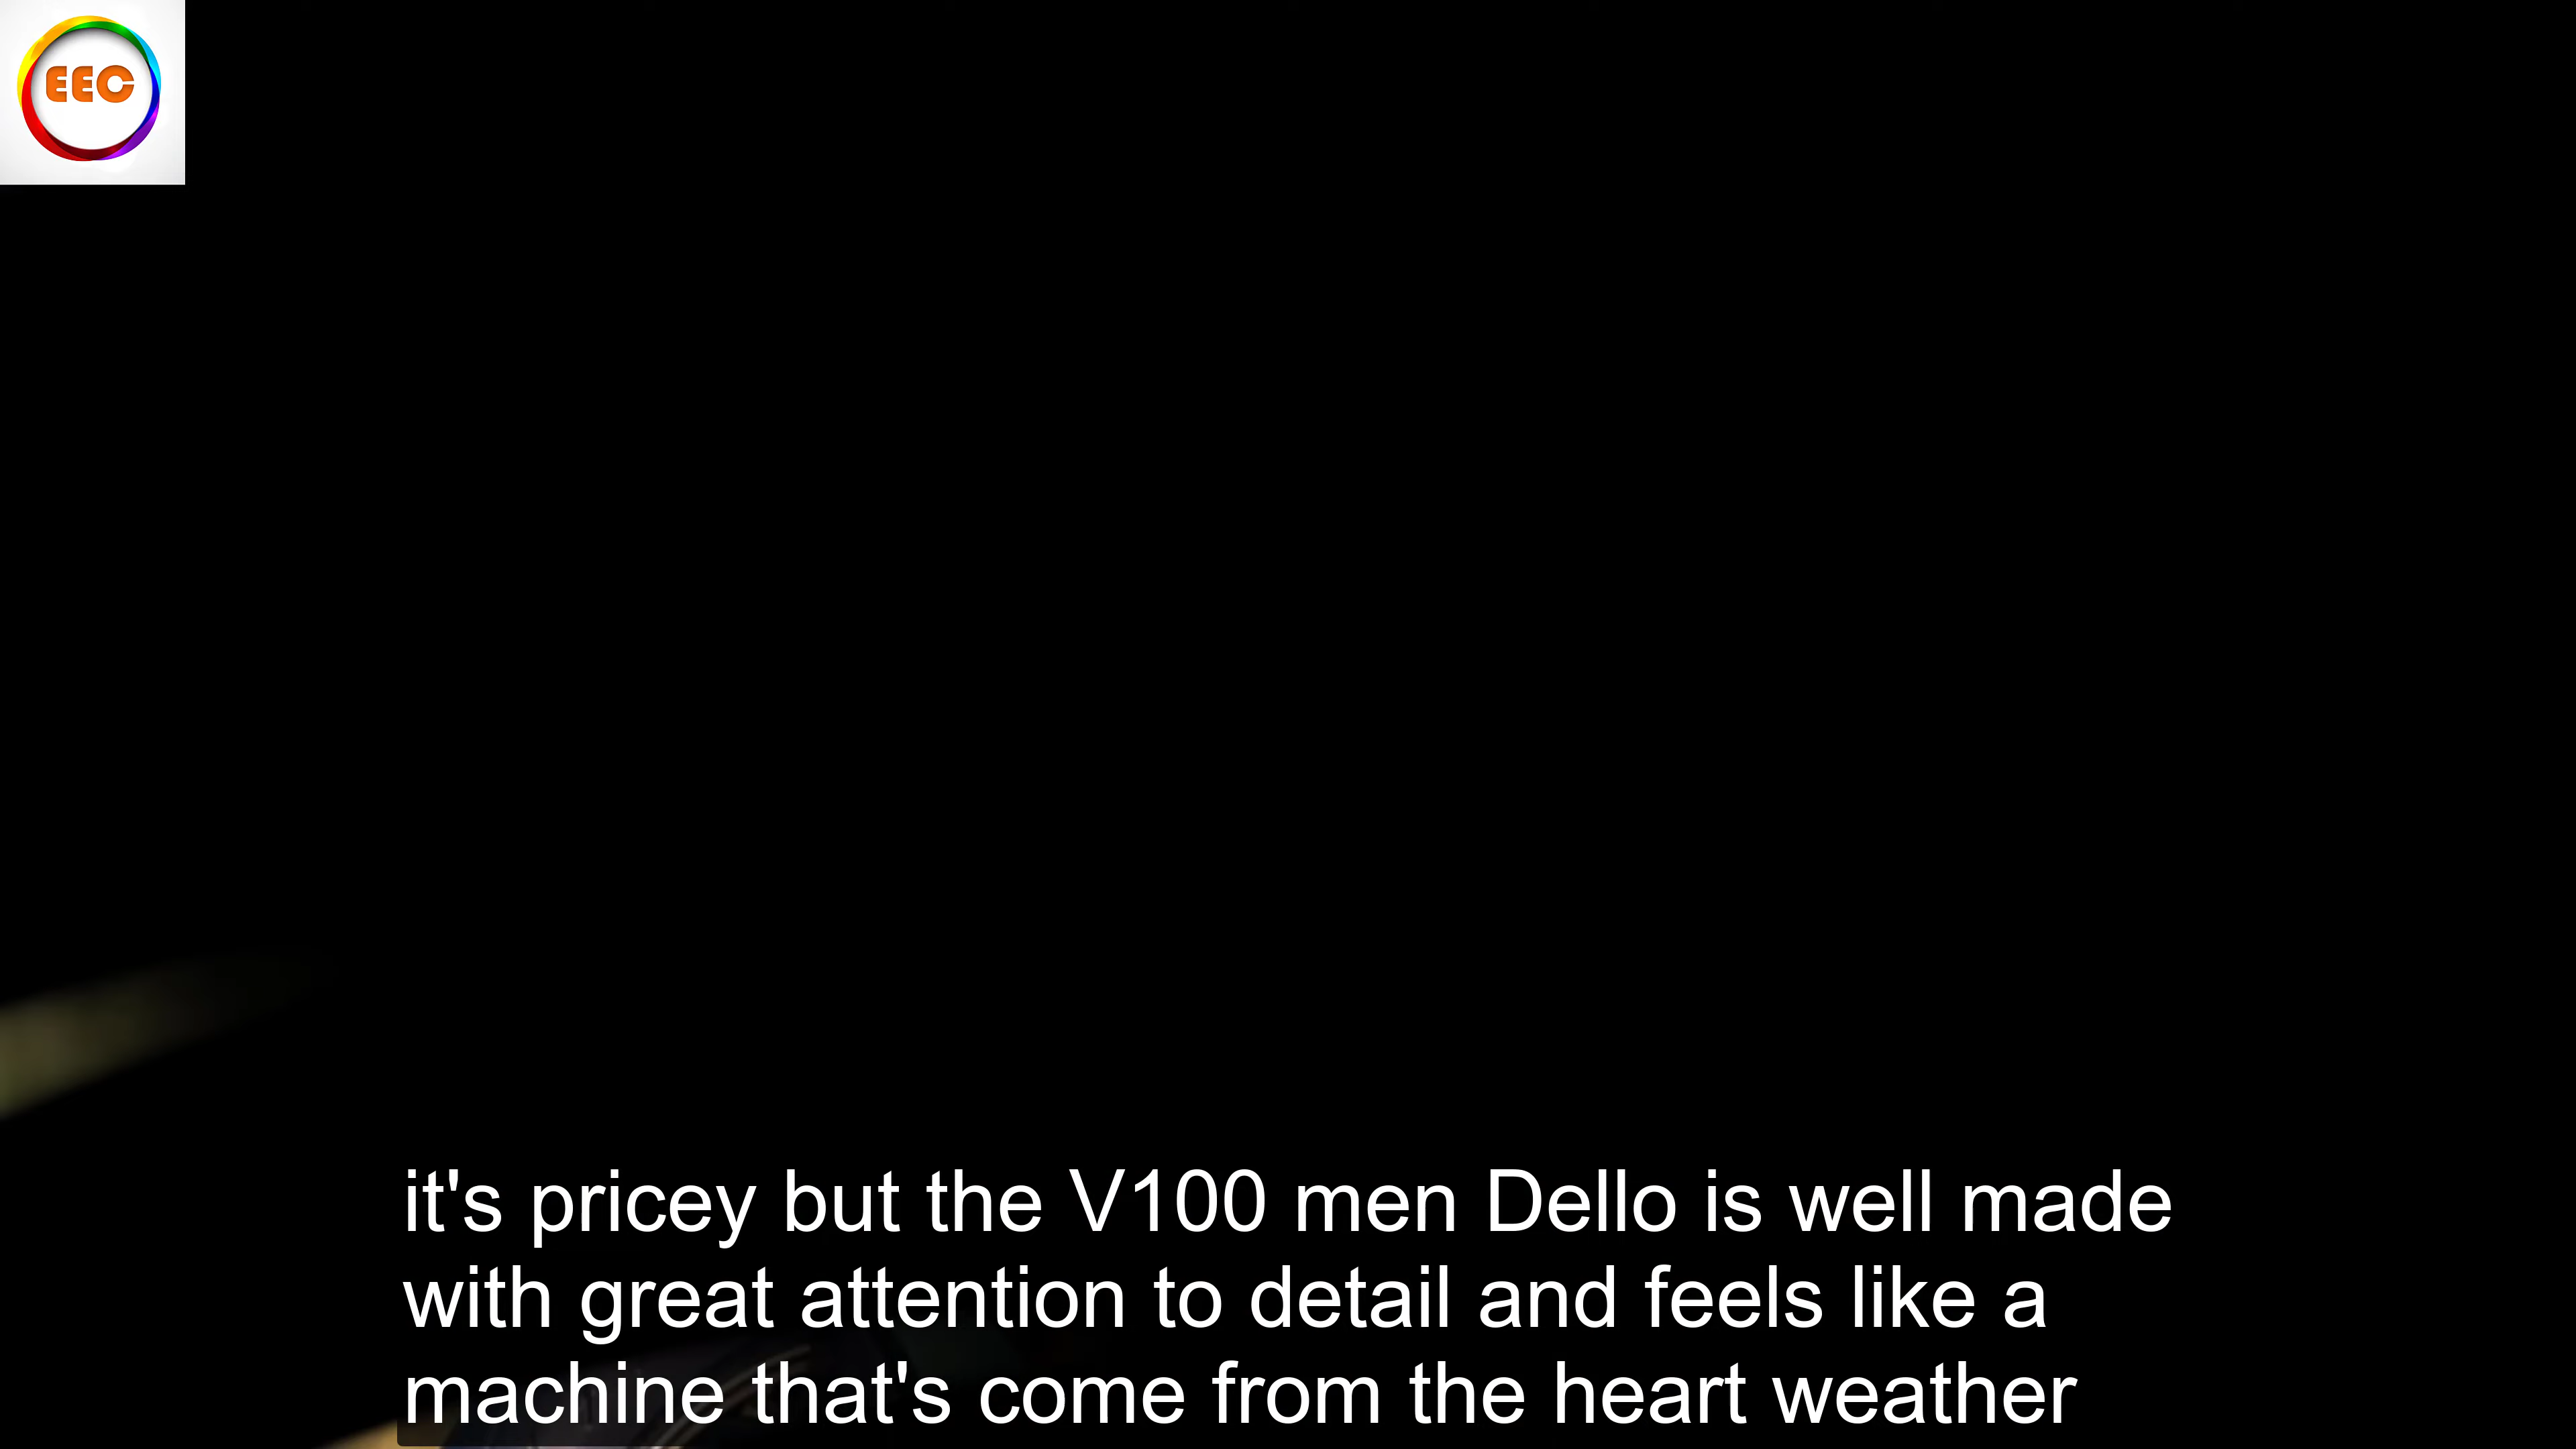 EEC
it's pricey but the V100 men Dello is well made
with great attention to detail and feels like a
machine that's come from the heart weather